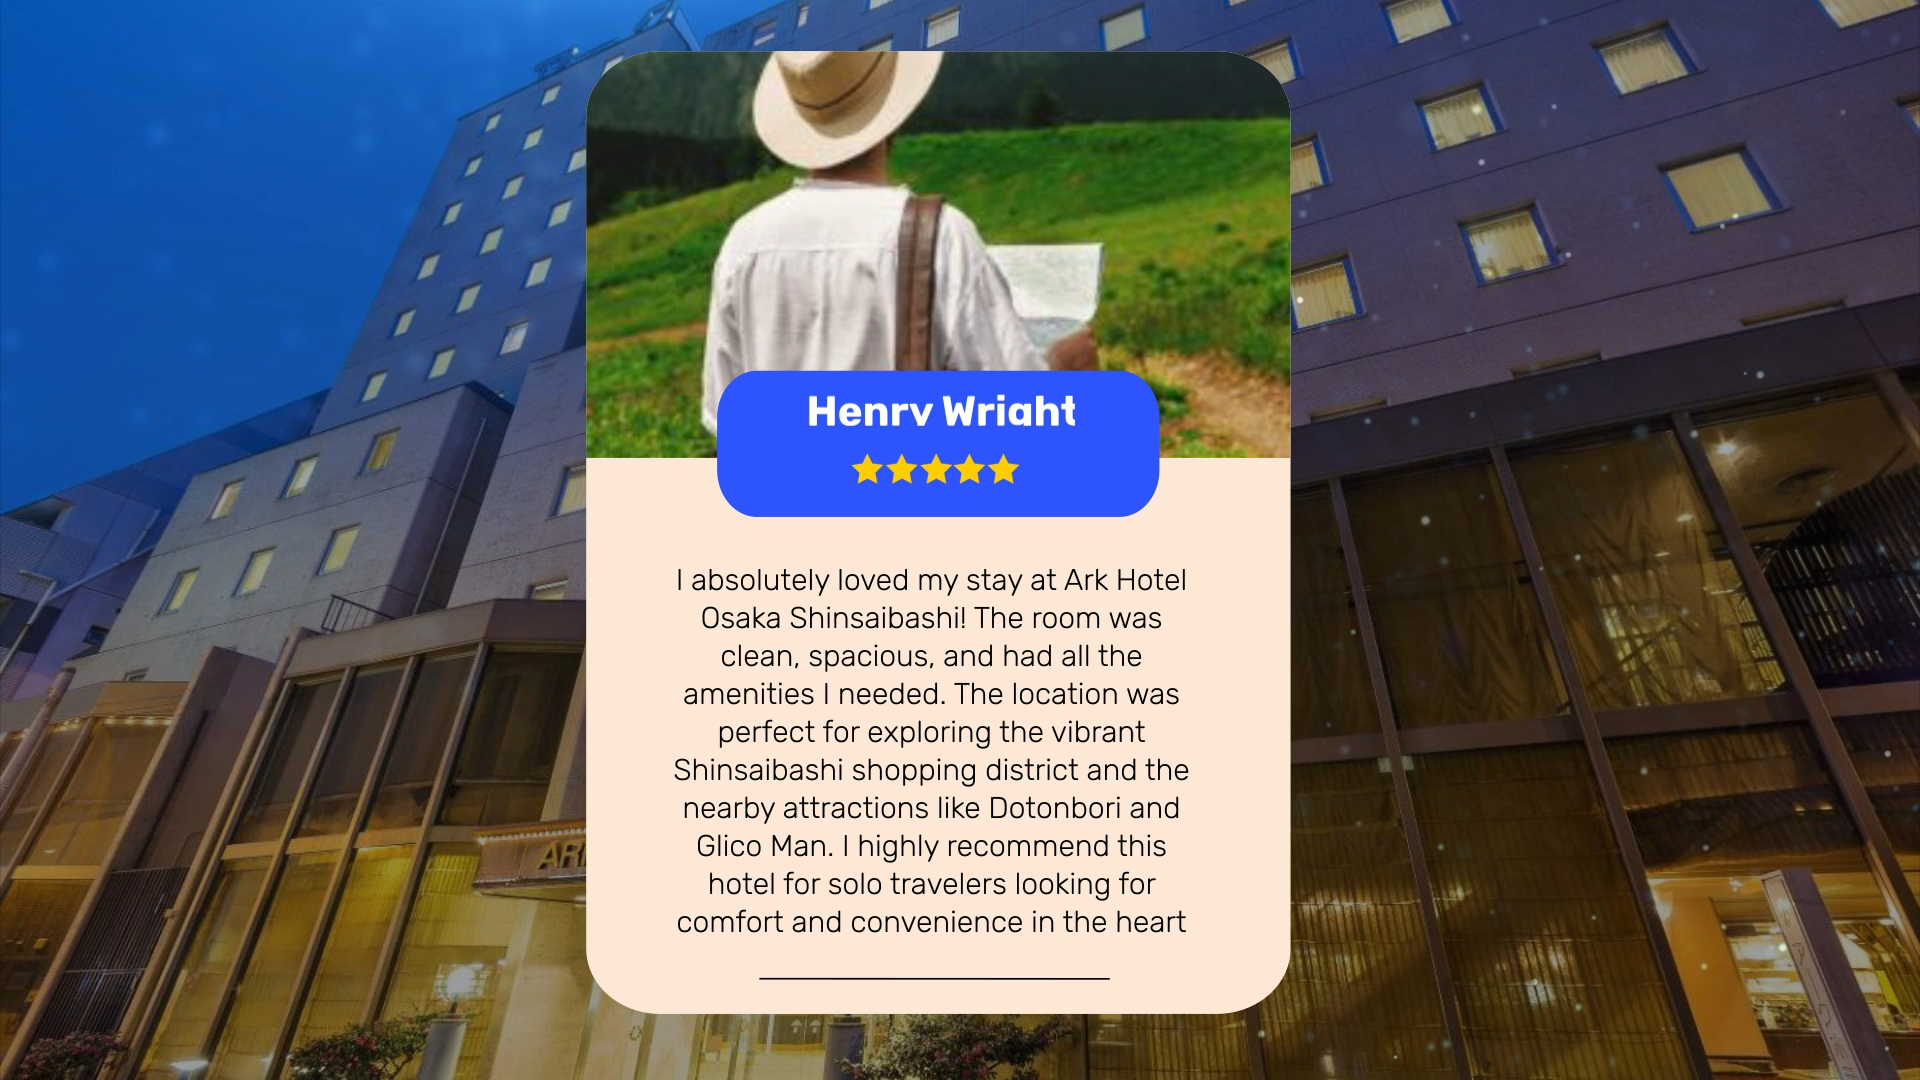 Henry Wright
I absolutely loved my stay at Ark Hotel
Osaka Shinsaibashi! The room was
clean, spacious, and had all the
amenities I needed. The location was
perfect for exploring the vibrant
Shinsaibashi shopping district and the
nearby attractions like Dotonbori and
Glico Man. I highly recommend this
hotel for solo travelers looking for
comfort and convenience in the heart